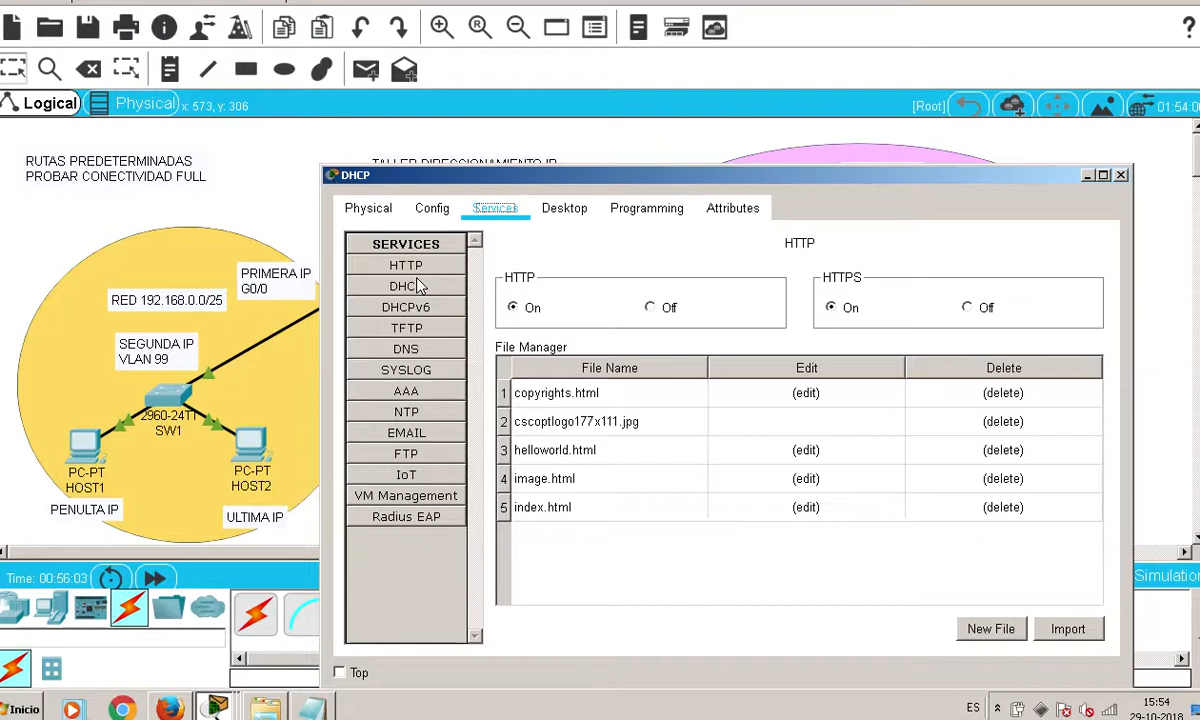 Logical
Physical
x: 573, y: 306
[Root]
RUTAS PREDETERMINADAS
PROBAR CONECTIVIDAD FULL
TALLER DIRECCIONAMIENTO IP
PRIMERA IP
G0/0
RED 192.168.0.0/25
SEGUNDA IP
VLAN 99
2960-24TT
SW1
PC-PT
HOST1
PC-PT
HOST2
PENULTA IP
ULTIMA IP
DHCP
Physical Config Services Desktop Programming Attributes
SERVICES
HTTP
DHCP
DHCPv6
TFTP
DNS
SYSLOG
AAA
NTP
EMAIL
FTP
IoT
VM Management
Radius EAP
HTTP
HTTP
On Off
HTTPS
On Off
File Manager
File Name Edit Delete
1 copyrights.html (edit) (delete)
2 cscoptlogo177x111.jpg (delete)
3 helloworld.html (edit) (delete)
4 image.html (edit) (delete)
5 index.html (edit) (delete)
New File Import
Top
Time: 00:56:03
Simulation
Inicio
ES
15:54
29-10-2018